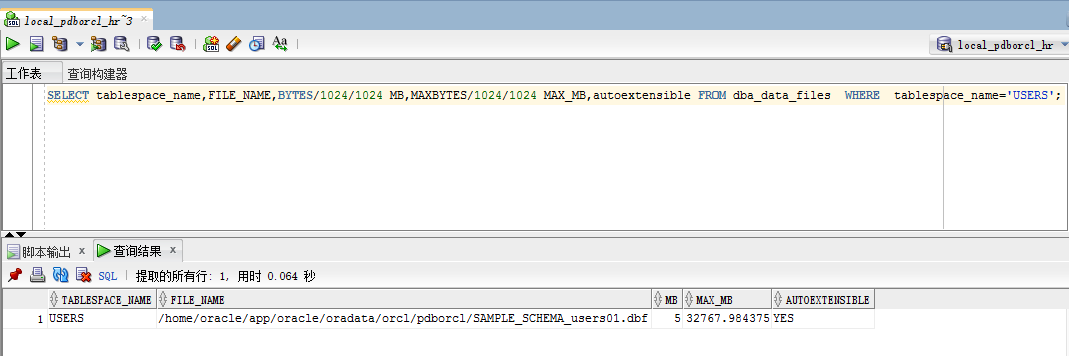 local_pdborcl_hr~3
SQL
Aa
local_pdborcl_hr
工作表 查询构建器
SELECT tablespace_name,FILE_NAME,BYTES/1024/1024 MB,MAXBYTES/1024/1024 MAX_MB,autoextensible FROM dba_data_files  WHERE  tablespace_name='USERS';
脚本输出 x 查询结果 x
SQL 提取的所有行: 1, 用时 0.064 秒
TABLESPACE_NAME FILE_NAME MB MAX_MB AUTOEXTENSIBLE
1 USERS /home/oracle/app/oracle/oradata/orcl/pdborcl/SAMPLE_SCHEMA_users01.dbf 5 32767.984375 YES